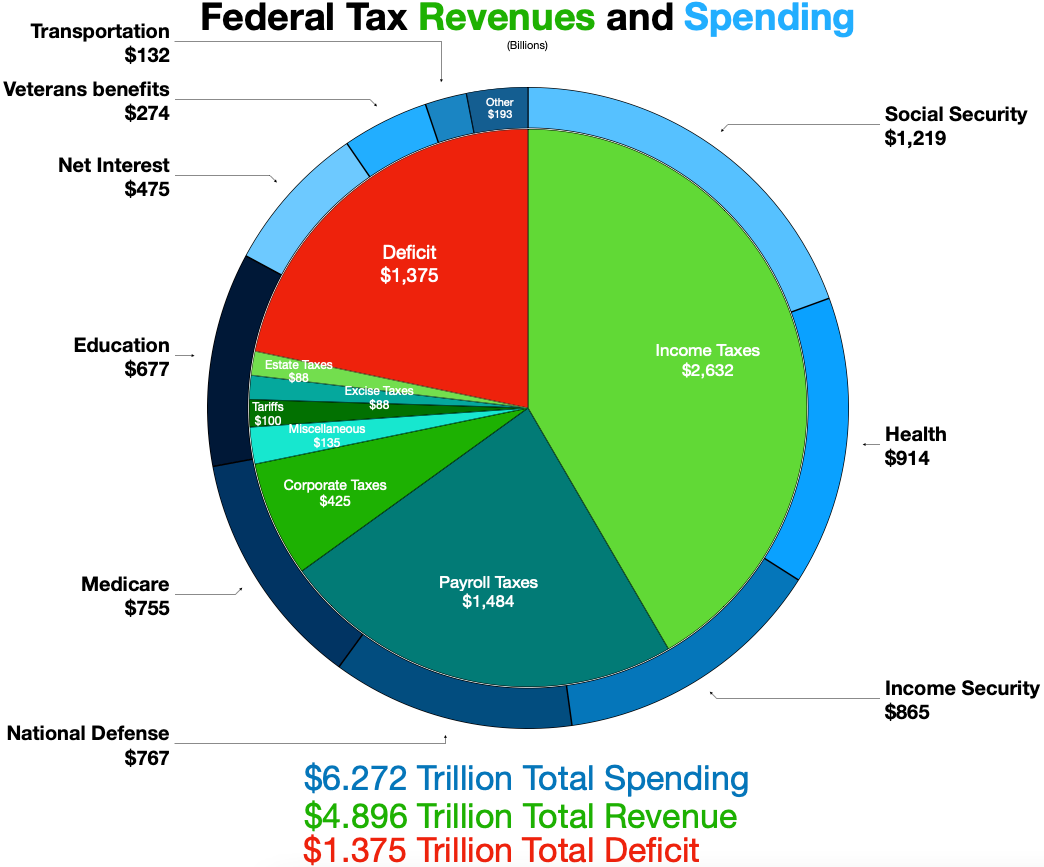 Federal Tax Revenues and Spending
(Billions)
Transportation
$132
Veterans benefits
$274
Net Interest
$475
Education
$677
Medicare
$755
National Defense
$767
Other
$193
Social Security
$1,219
Health
$914
Income Security
$865
Deficit
$1,375
Income Taxes
$2,632
Estate Taxes
$88
Excise Taxes
$88
Tariffs
$100
Miscellaneous
$135
Corporate Taxes
$425
Payroll Taxes
$1,484
$6.272 Trillion Total Spending
$4.896 Trillion Total Revenue
$1.375 Trillion Total Deficit